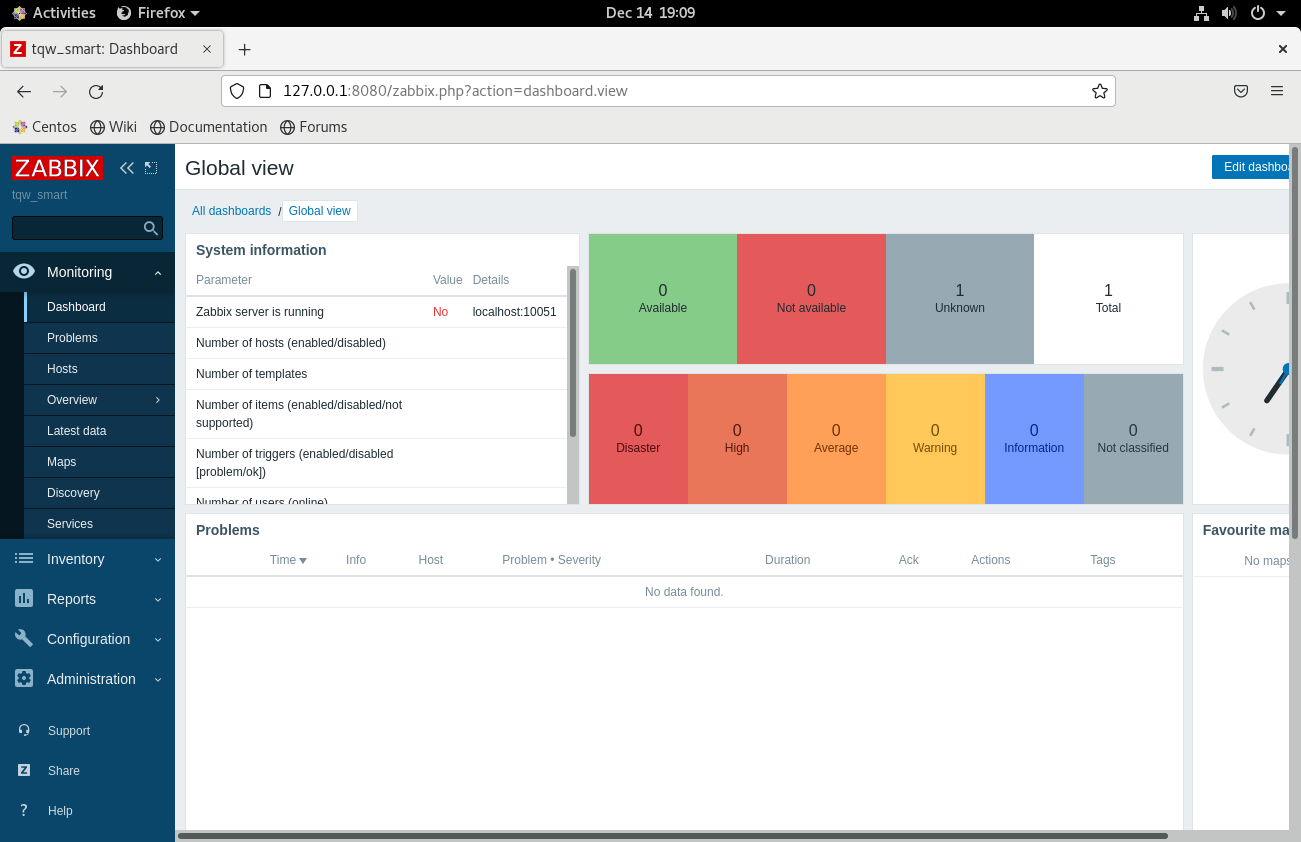 Activities
Firefox
Dec 14 19:09
tqw_smart: Dashboard
127.0.0.1:8080/zabbix.php?action=dashboard.view
Centos
Wiki
Documentation
Forums
ZABBIX
tqw_smart
Monitoring
Dashboard
Problems
Hosts
Overview
Latest data
Maps
Discovery
Services
Inventory
Reports
Configuration
Administration
Support
Share
Help
Global view
Edit dashboa
All dashboards / Global view
System information
Parameter Value Details
Zabbix server is running No localhost:10051
Number of hosts (enabled/disabled)
Number of templates
Number of items (enabled/disabled/not
supported)
Number of triggers (enabled/disabled
[problem/ok])
Number of users (online)
0 0 1 1
Available Not available Unknown Total
0 0 0 0 0 0
Disaster High Average Warning Information Not classified
Problems
Time Info Host Problem • Severity Duration Ack Actions Tags
No data found.
Favourite ma
No maps